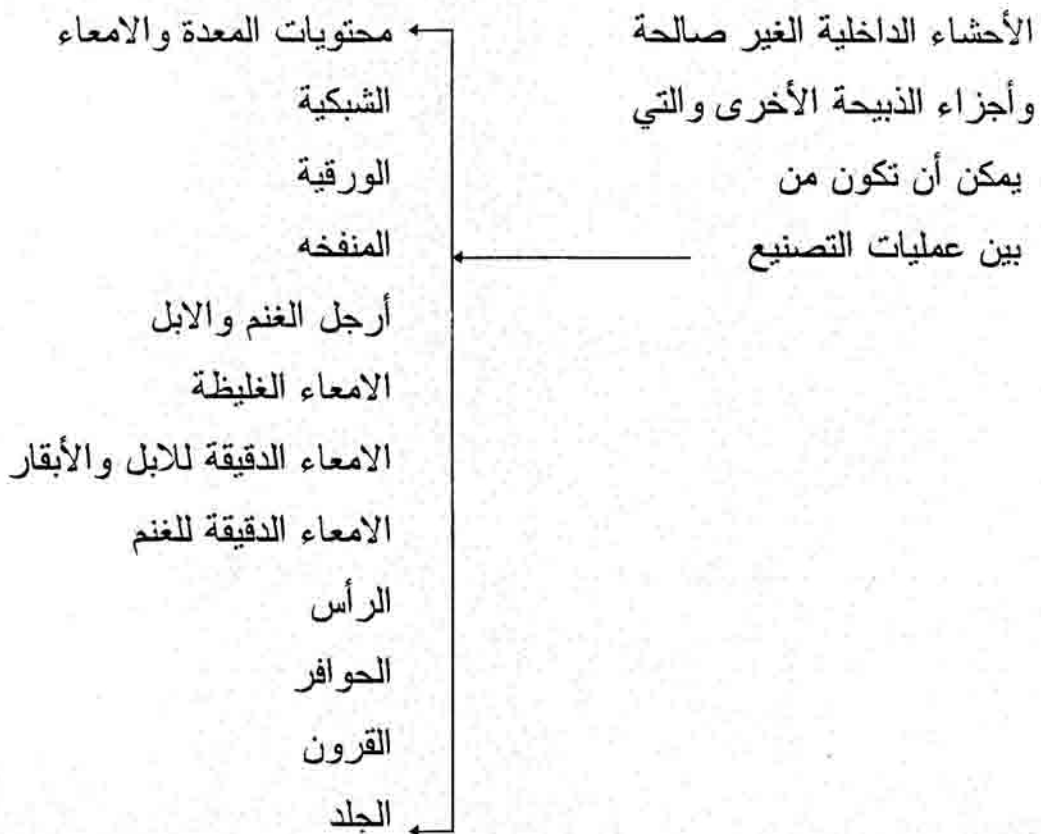 الأحشاء الداخلية الغير صالحة
وأجزاء الذبيحة الأخرى والتي
يمكن أن تكون من
بين عمليات التصنيع
محتويات المعدة والامعاء
الشبكية
الورقية
المنفخه
أرجل الغنم والابل
الامعاء الغليظة
الامعاء الدقيقة للابل والأبقار
الامعاء الدقيقة للغنم
الرأس
الحوافر
القرون
الجلد